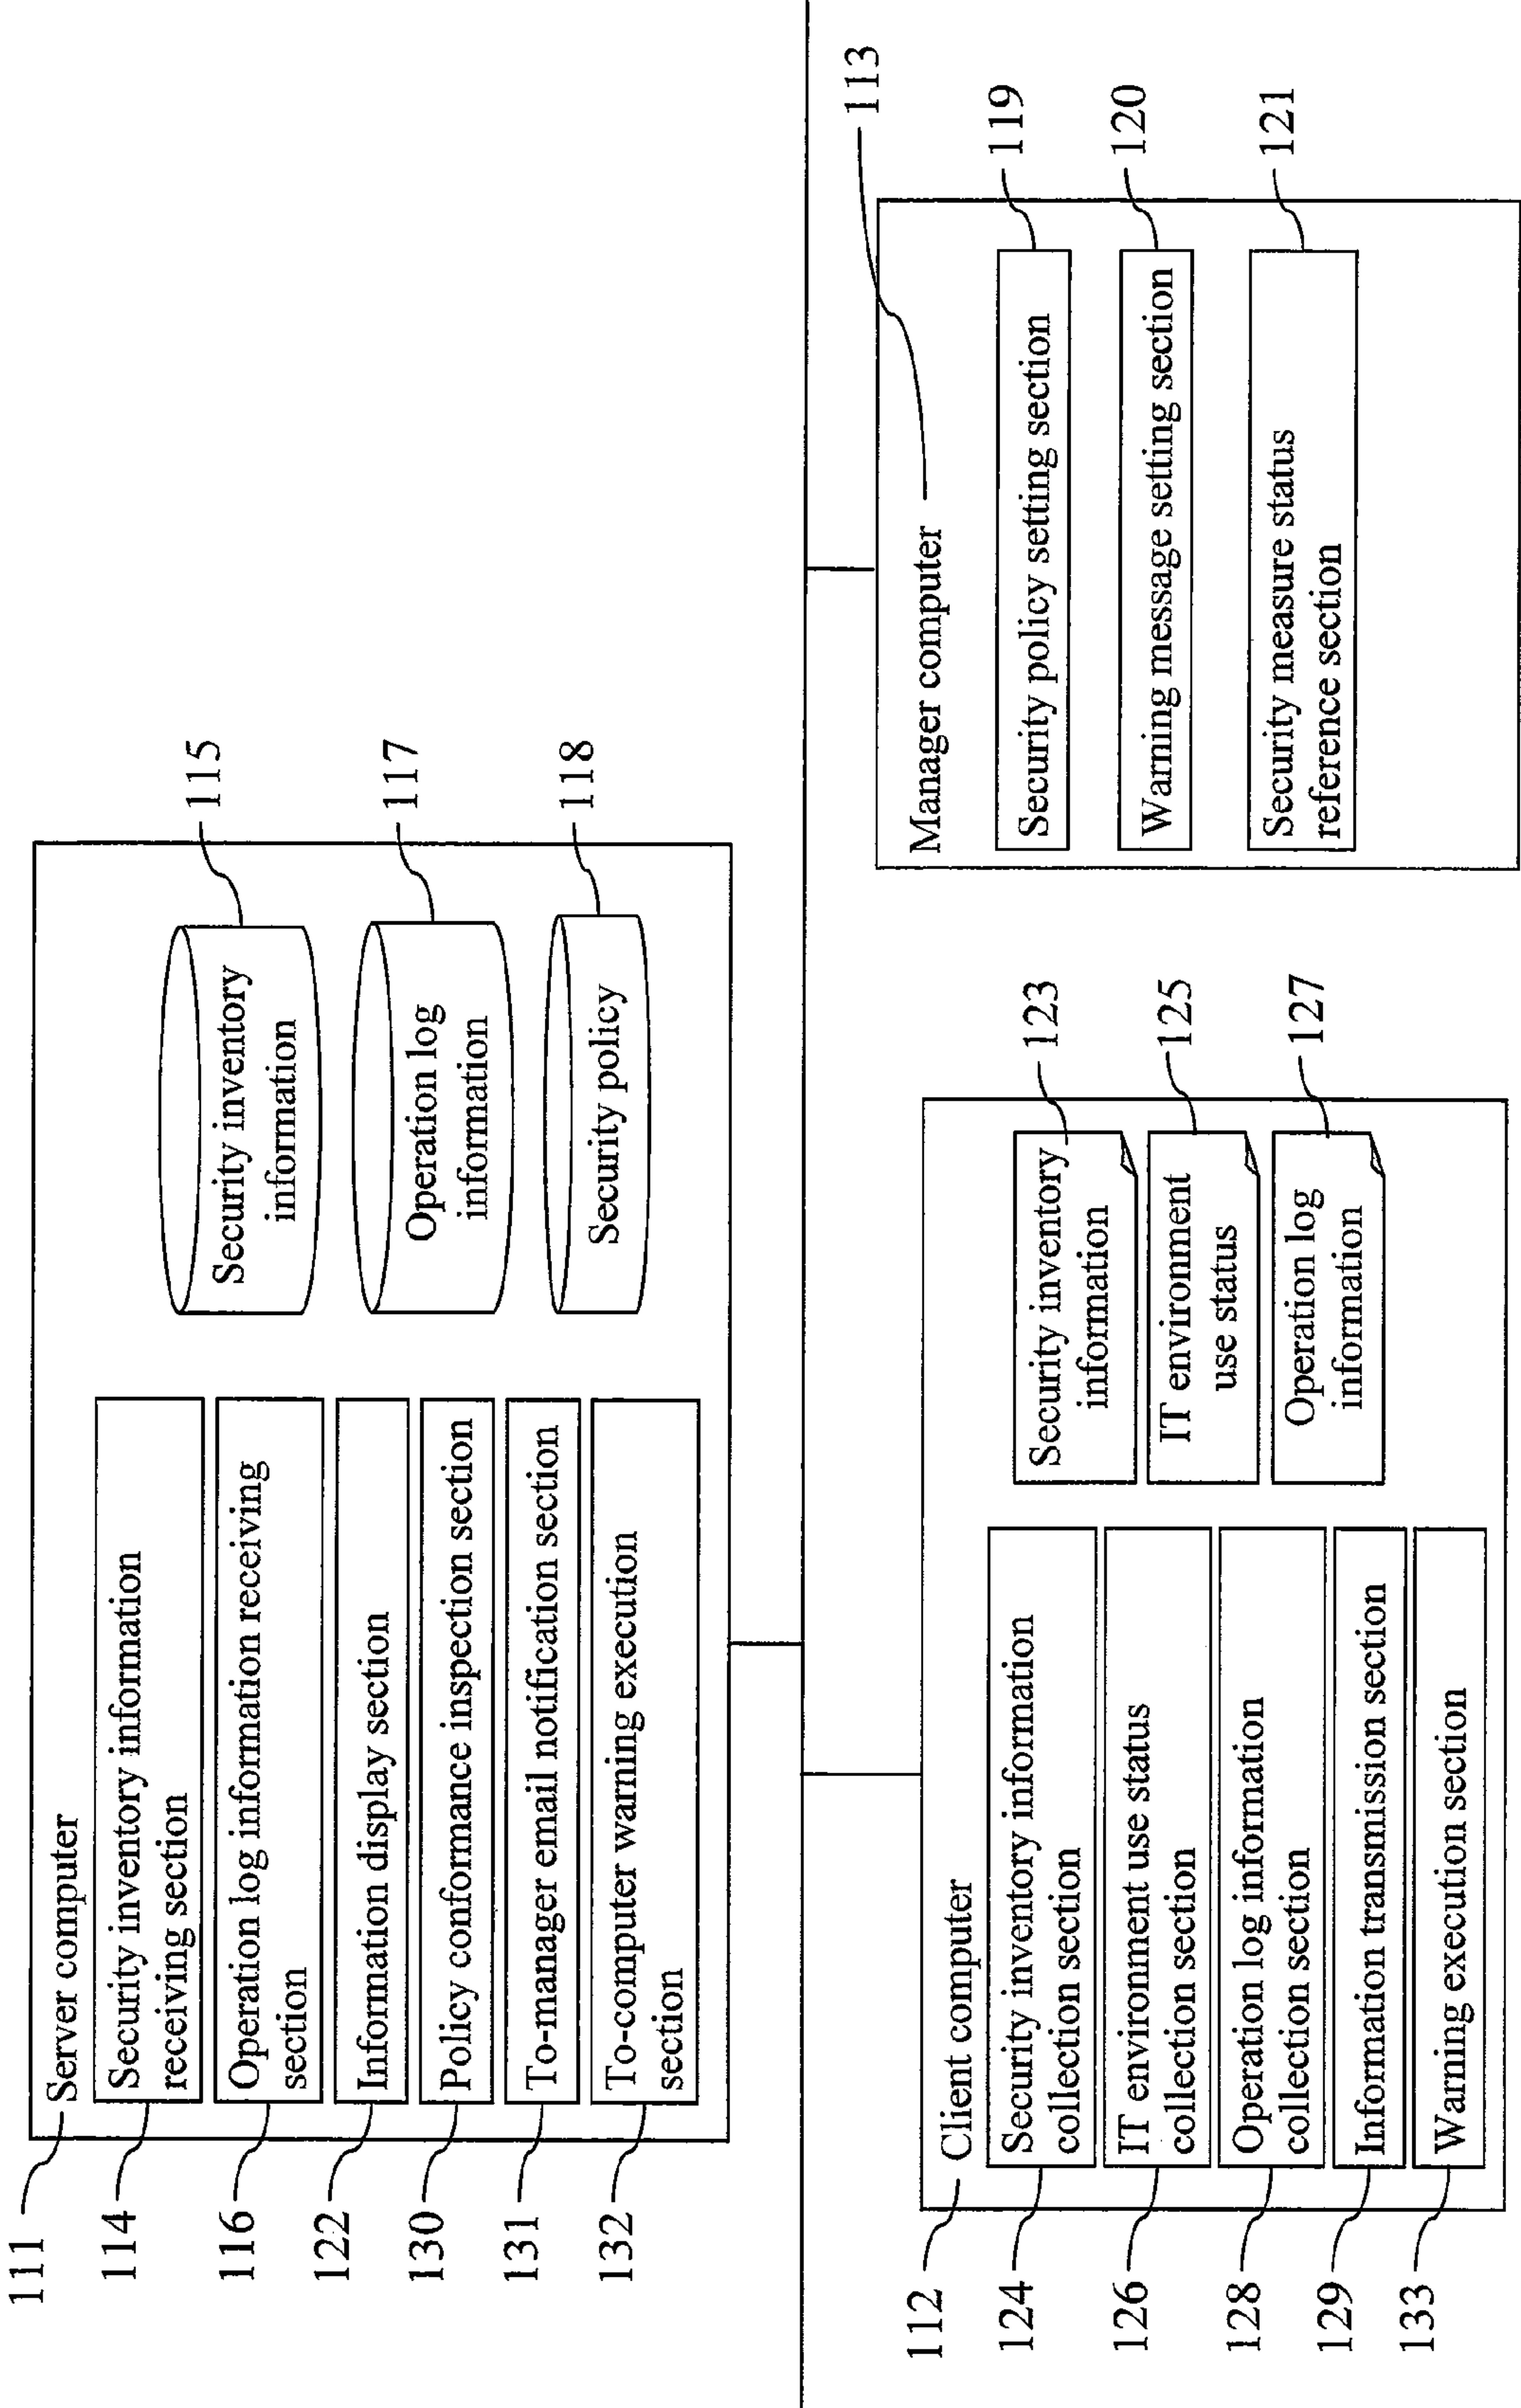 111
Server computer
114
Security inventory information
receiving section
116
Operation log information receiving
section
122
Information display section
130
Policy conformance inspection section
131
To-manager email notification section
132
To-computer warning execution
section
Security inventory
information
115
Operation log
information
117
Security policy
118
112
Client computer
124
Security inventory information
collection section
126
IT environment use status
collection section
128
Operation log information
collection section
129
Information transmission section
133
Warning execution section
Security inventory
information
123
IT environment
use status
125
Operation log
information
127
Manager computer
113
Security policy setting section
119
Warning message setting section
120
Security measure status
reference section
121